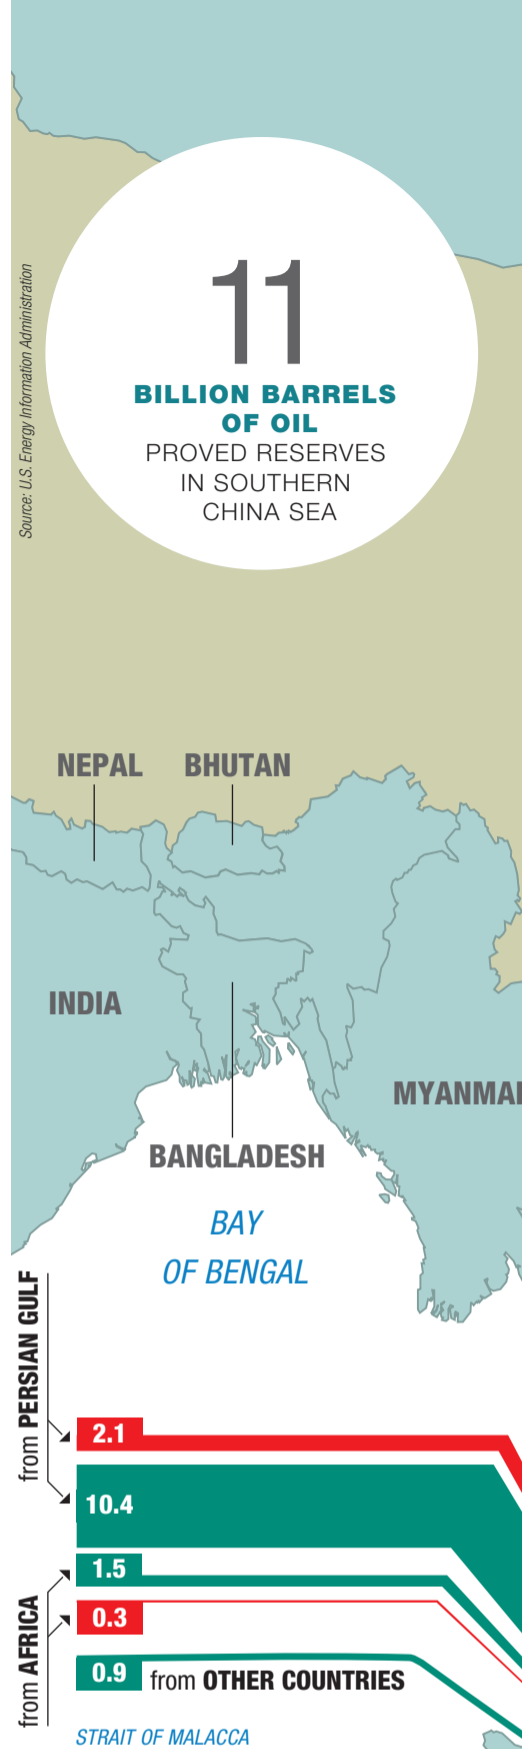 Source: U.S. Energy Information Administration
11
BILLION BARRELS
OF OIL
PROVED RESERVES
IN SOUTHERN
CHINA SEA
NEPAL
BHUTAN
INDIA
MYANMA
BANGLADESH
BAY
OF BENGAL
from PERSIAN GULF
2.1
10.4
from AFRICA
1.5
0.3
0.9 from OTHER COUNTRIES
STRAIT OF MALACCA